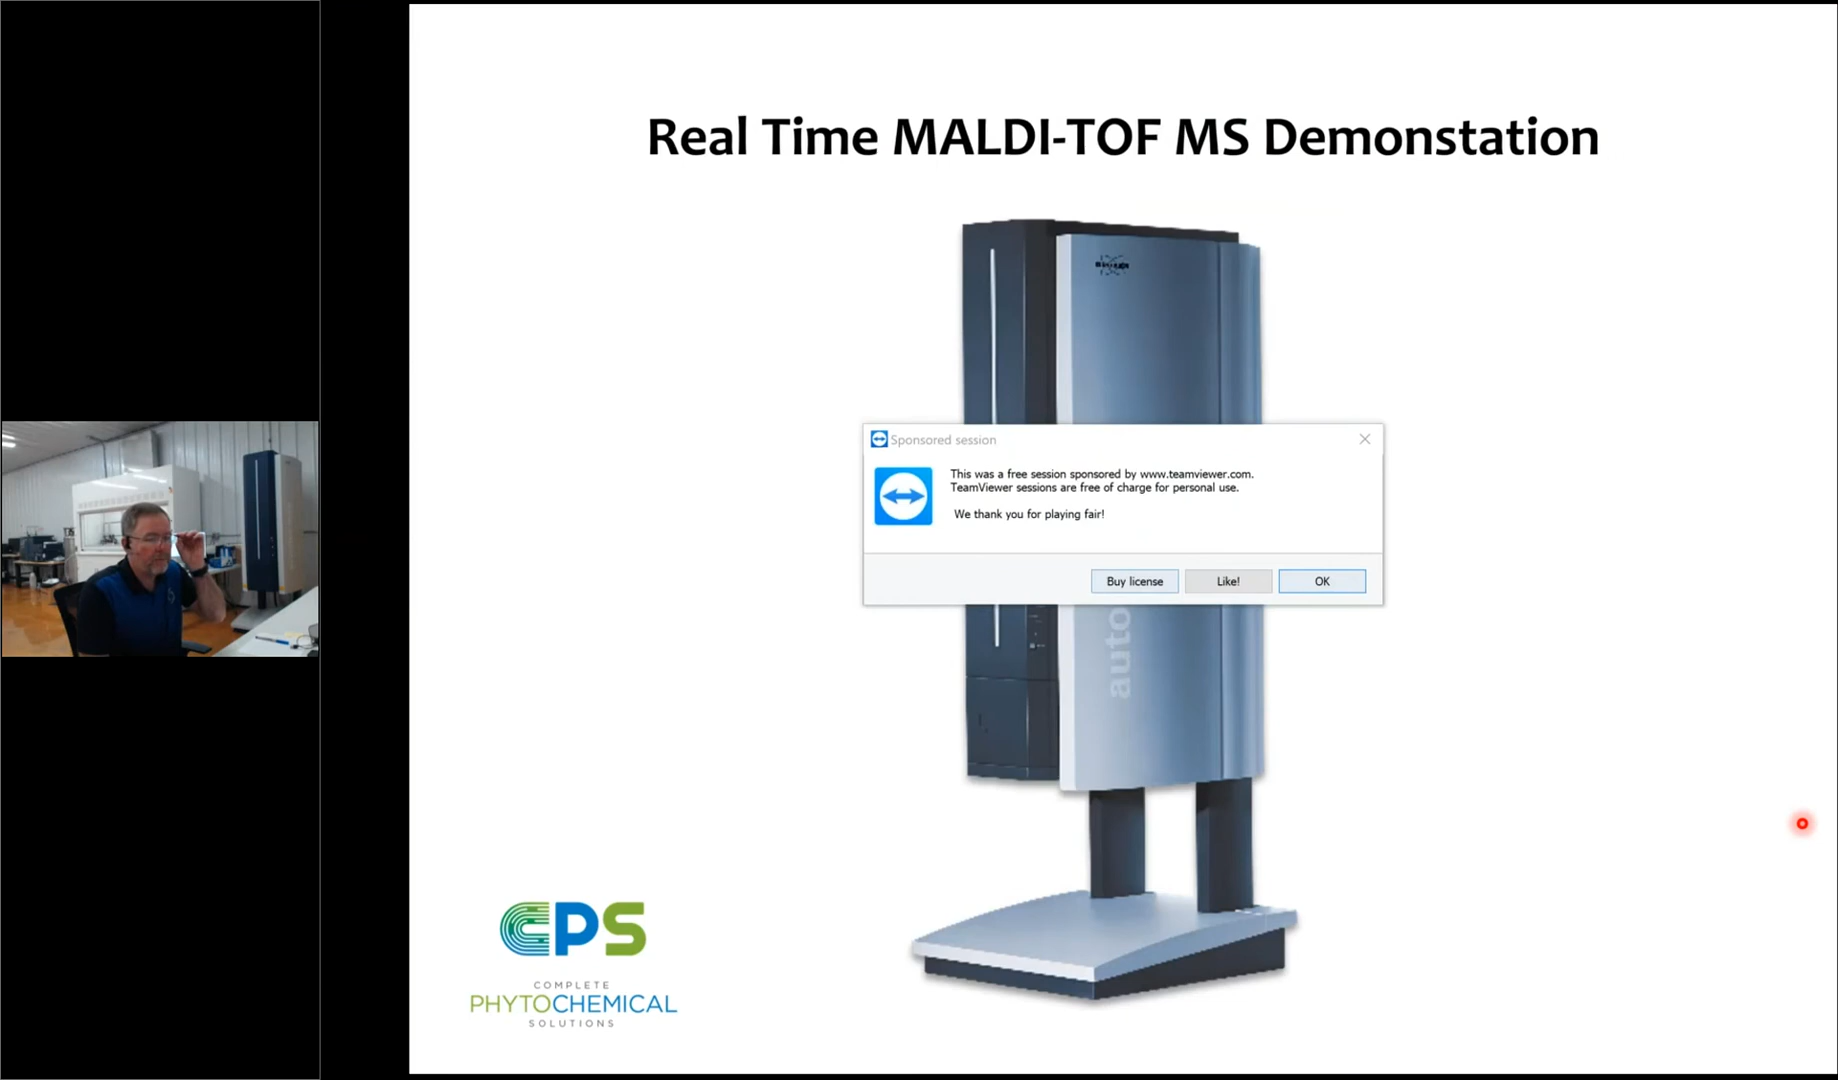 Real Time MALDI-TOF MS Demonstation
Sponsored session
This was a free session sponsored by www.teamviewer.com.
TeamViewer sessions are free of charge for personal use.
We thank you for playing fair!
Buy license
Like!
OK
auto
CPS
COMPLETE
PHYTOCHEMICAL
SOLUTIONS